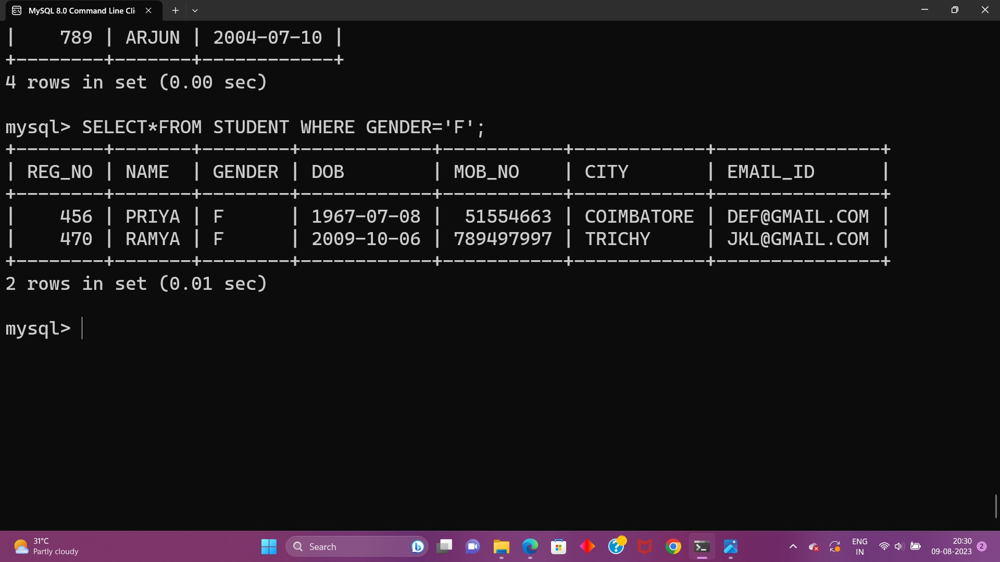 MySQL 8.0 Command Line Cli
|    789 | ARJUN | 2004-07-10 |
+--------+-------+------------+
4 rows in set (0.00 sec)
mysql> SELECT*FROM STUDENT WHERE GENDER='F';
+--------+-------+--------+------------+-----------+------------+---------------+
| REG_NO | NAME  | GENDER | DOB        | MOB_NO    | CITY       | EMAIL_ID      |
+--------+-------+--------+------------+-----------+------------+---------------+
|    456 | PRIYA | F      | 1967-07-08 |  51554663 | COIMBATORE | DEF@GMAIL.COM |
|    470 | RAMYA | F      | 2009-10-06 | 789497997 | TRICHY     | JKL@GMAIL.COM |
+--------+-------+--------+------------+-----------+------------+---------------+
2 rows in set (0.01 sec)
mysql>
31°C
Partly cloudy
Search
ENG
IN
20:30
09-08-2023
2